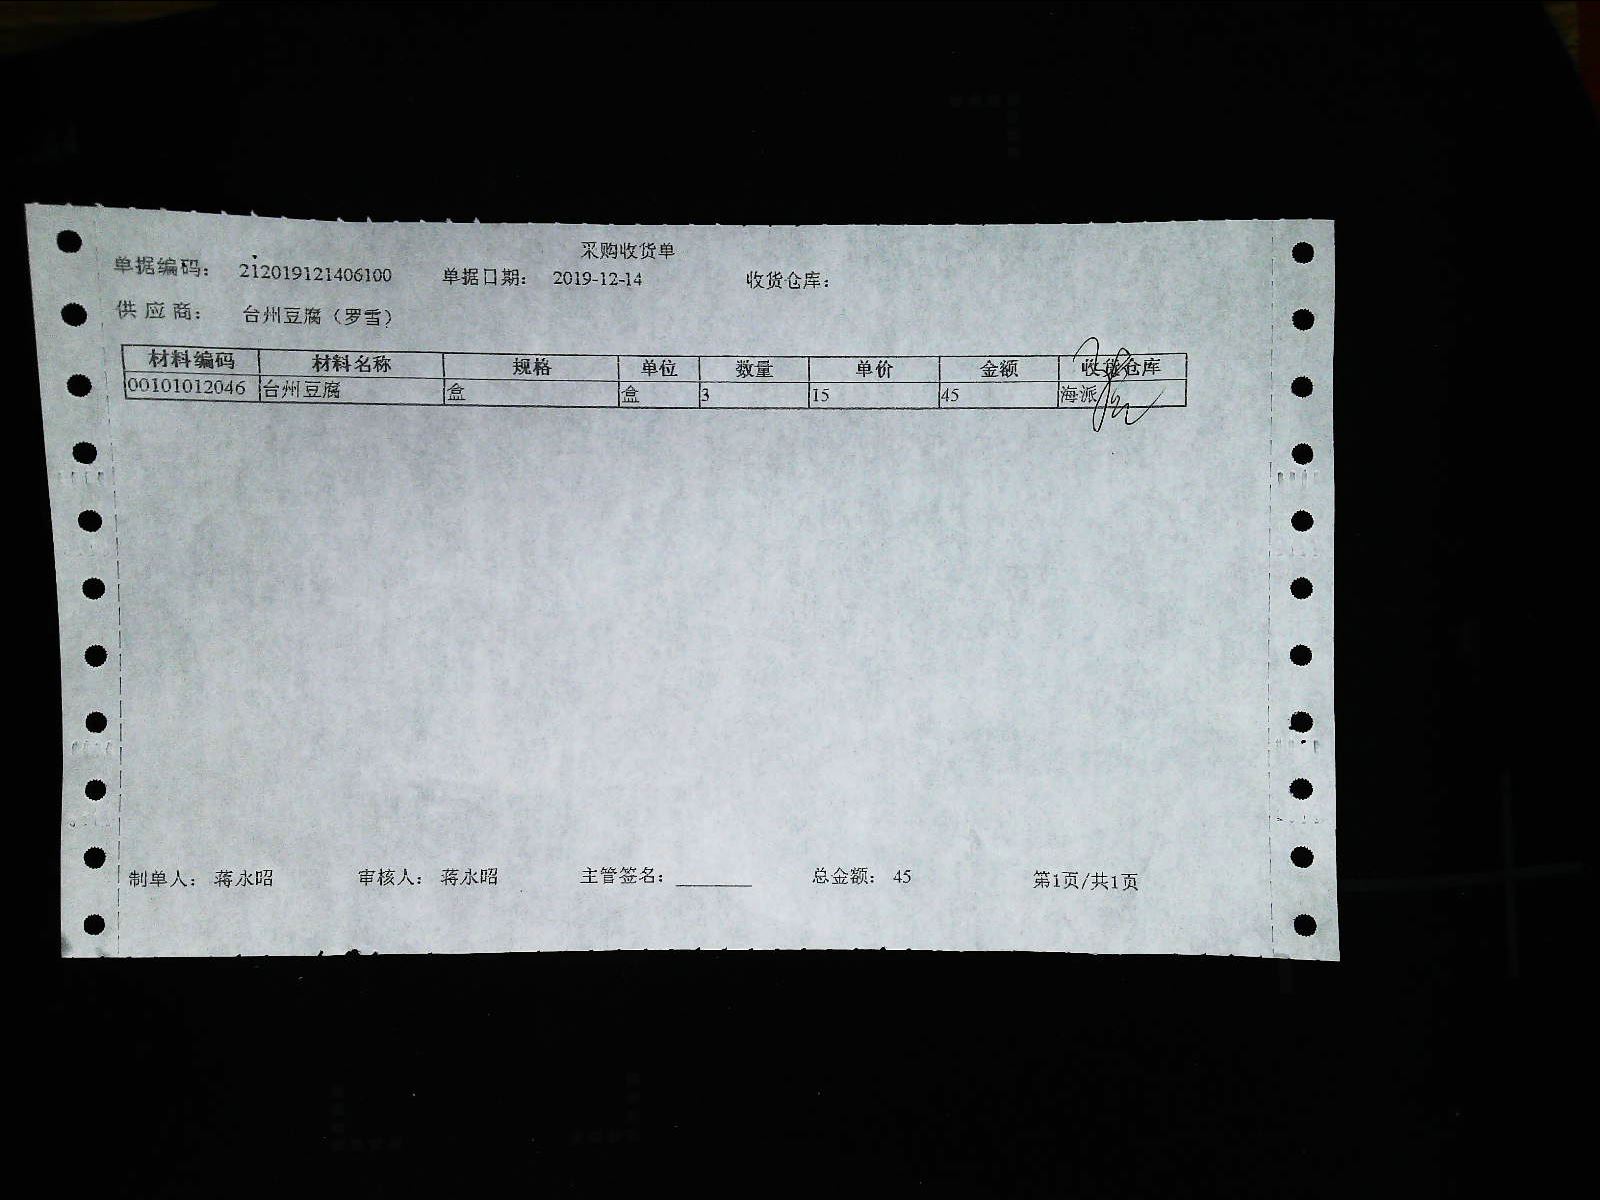 采购收货单
单据编码： 212019121406100 单据日期： 2019-12-14 收货仓库：
供 应 商： 台州豆腐（罗雪）
材料编码 材料名称 规格 单位 数量 单价 金额 收货仓库
00101012046 台州豆腐 盒 盒 3 15 45 海派
制单人： 蒋永昭 审核人： 蒋永昭 主管签名： 总金额： 45 第1页/共1页